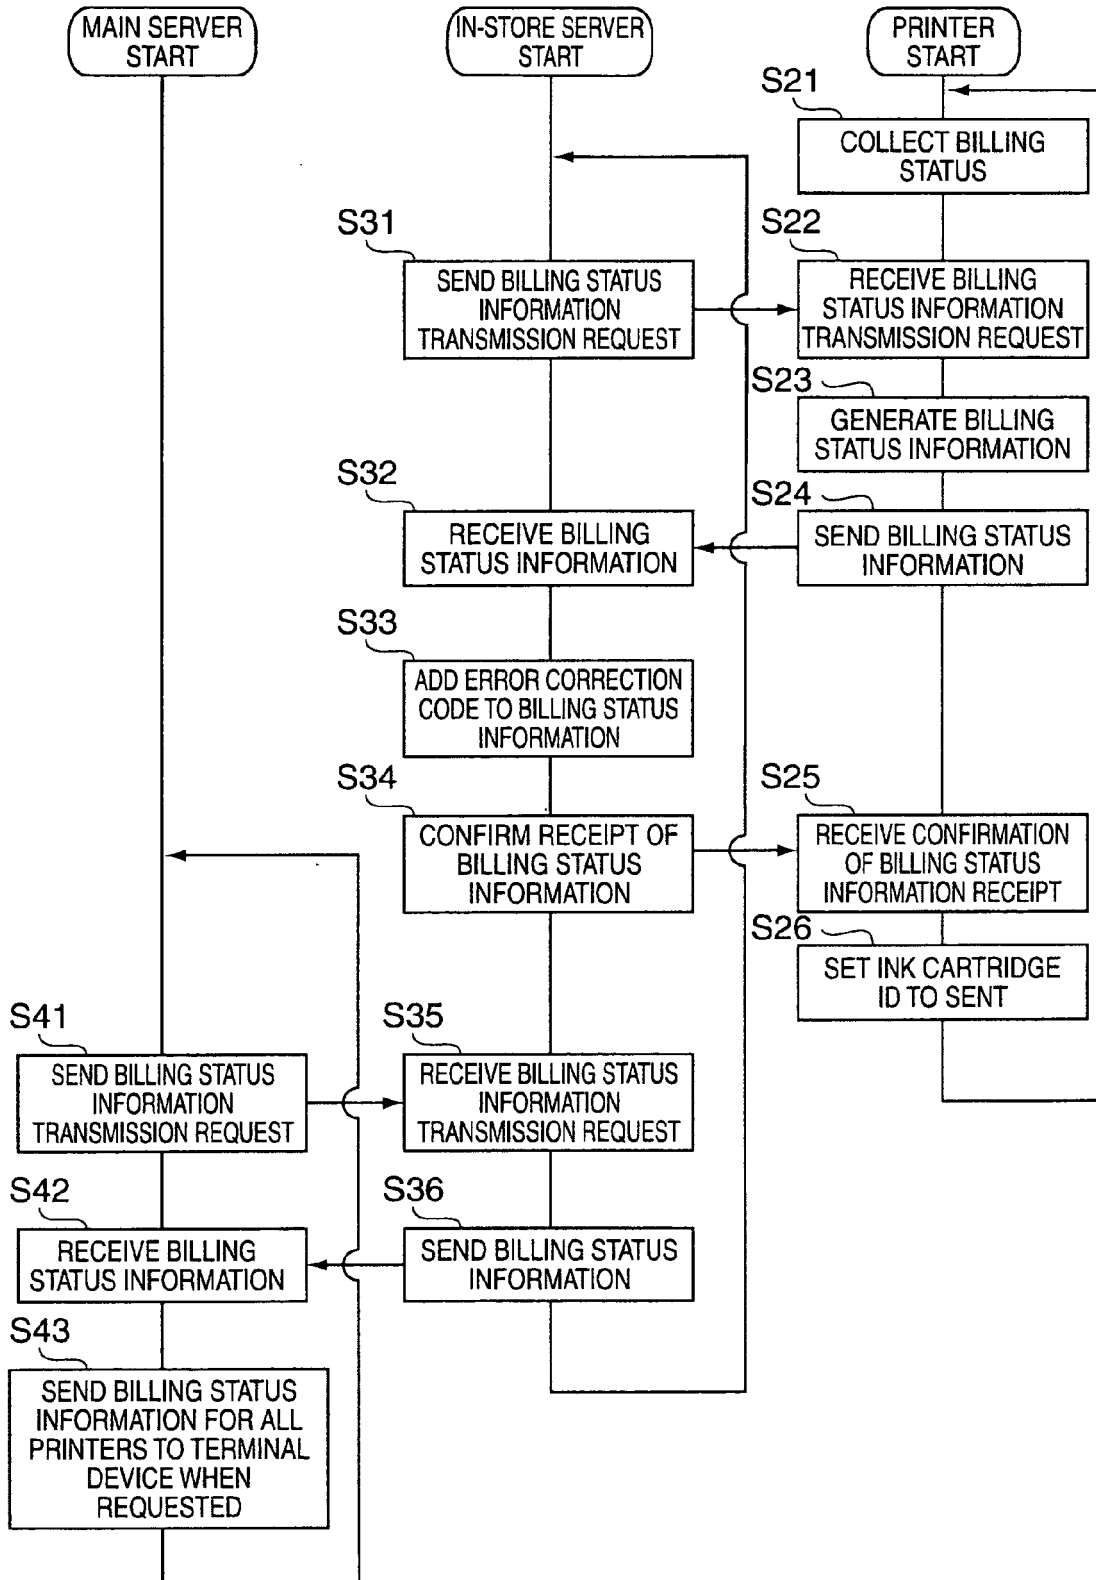 MAIN SERVER
START
IN-STORE SERVER
START
PRINTER
START
S21
COLLECT BILLING
STATUS
S31
SEND BILLING STATUS
INFORMATION
TRANSMISSION REQUEST
S22
RECEIVE BILLING
STATUS INFORMATION
TRANSMISSION REQUEST
S23
GENERATE BILLING
STATUS INFORMATION
S32
RECEIVE BILLING
STATUS INFORMATION
S24
SEND BILLING STATUS
INFORMATION
S33
ADD ERROR CORRECTION
CODE TO BILLING STATUS
INFORMATION
S34
CONFIRM RECEIPT OF
BILLING STATUS
INFORMATION
S25
RECEIVE CONFIRMATION
OF BILLING STATUS
INFORMATION RECEIPT
S26
SET INK CARTRIDGE
ID TO SENT
S41
SEND BILLING STATUS
INFORMATION
TRANSMISSION REQUEST
S35
RECEIVE BILLING STATUS
INFORMATION
TRANSMISSION REQUEST
S42
RECEIVE BILLING
STATUS INFORMATION
S36
SEND BILLING STATUS
INFORMATION
S43
SEND BILLING STATUS
INFORMATION FOR ALL
PRINTERS TO TERMINAL
DEVICE WHEN
REQUESTED